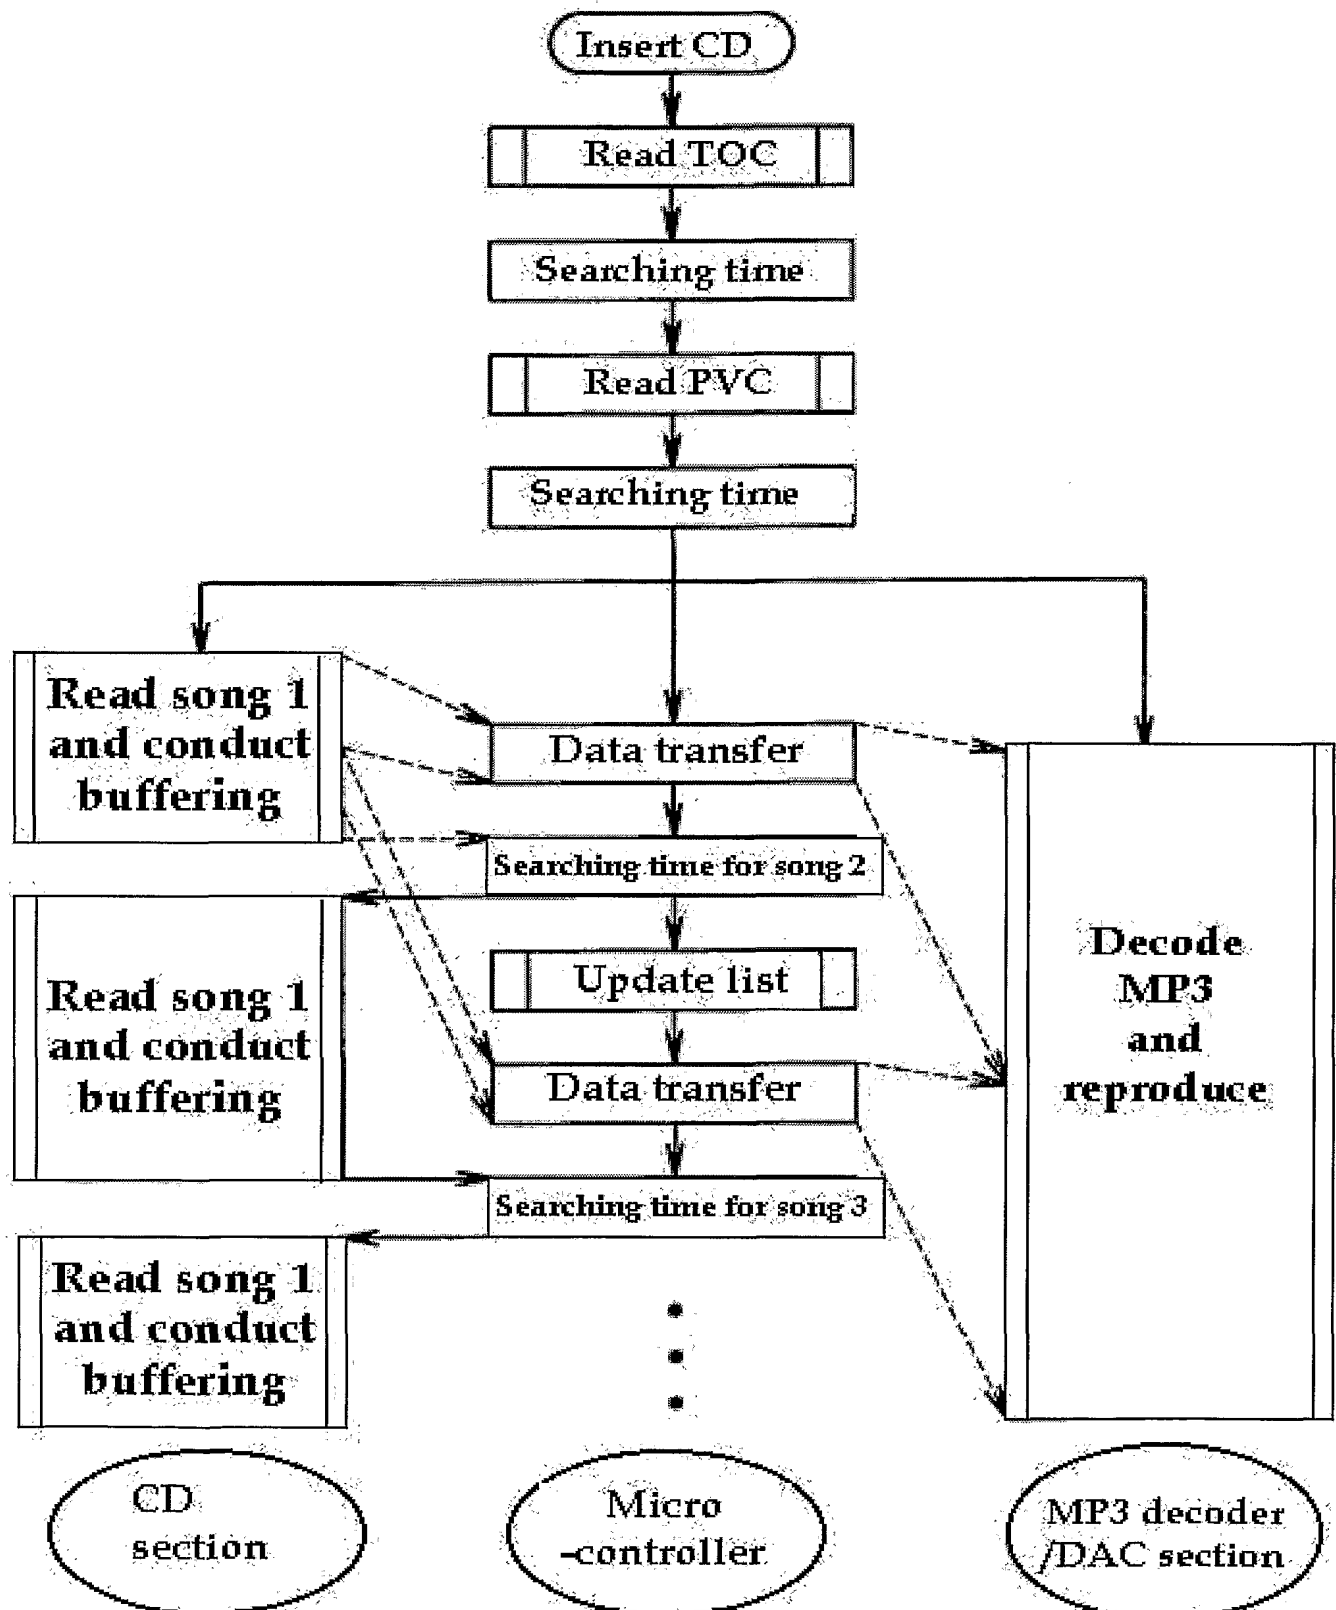 Insert CD
Read TOC
Searching time
Read PVC
Searching time
Read song 1
and conduct
buffering
Data transfer
Searching time for song 2
Read song 1
and conduct
buffering
Update list
Data transfer
Searching time for song 3
Decode
MP3
and
reproduce
Read song 1
and conduct
buffering
CD
section
Micro
-controller
MP3 decoder
/DAC section